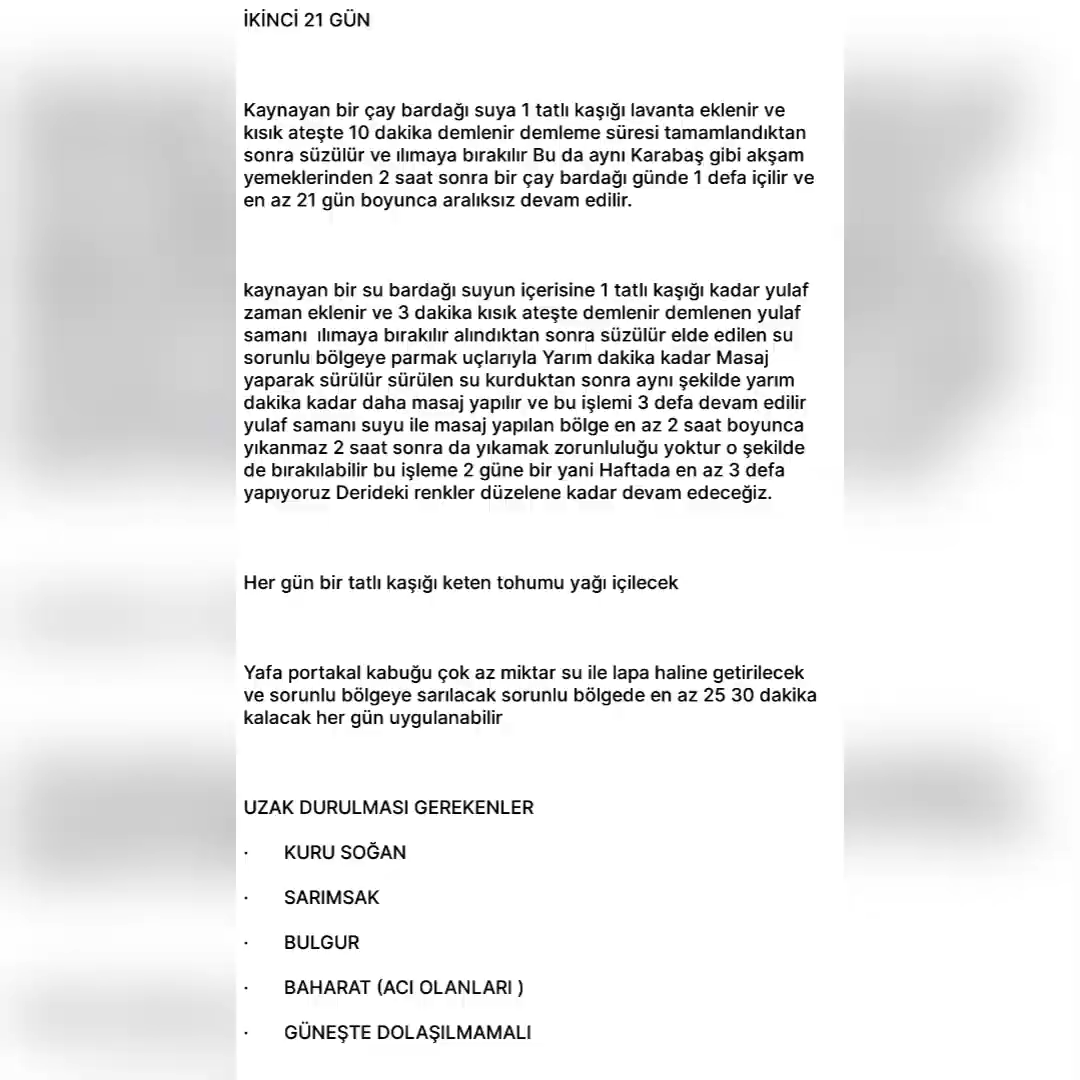 İKİNCİ 21 GÜN
Kaynayan bir çay bardağı suya 1 tatlı kaşığı lavanta eklenir ve
kısık ateşte 10 dakika demlenir demleme süresi tamamlandıktan
sonra süzülür ve ılımaya bırakılır Bu da aynı Karabaş gibi akşam
yemeklerinden 2 saat sonra bir çay bardağı günde 1 defa içilir ve
en az 21 gün boyunca aralıksız devam edilir.
kaynayan bir su bardağı suyun içerisine 1 tatlı kaşığı kadar yulaf
zaman eklenir ve 3 dakika kısık ateşte demlenir demlenen yulaf
samanı ılımaya bırakılır alındıktan sonra süzülür elde edilen su
sorunlu bölgeye parmak uçlarıyla Yarım dakika kadar Masaj
yaparak sürülür sürülen su kurduktan sonra aynı şekilde yarım
dakika kadar daha masaj yapılır ve bu işlemi 3 defa devam edilir
yulaf samanı suyu ile masaj yapılan bölge en az 2 saat boyunca
yıkanmaz 2 saat sonra da yıkamak zorunluluğu yoktur o şekilde
de bırakılabilir bu işleme 2 güne bir yani Haftada en az 3 defa
yapıyoruz Derideki renkler düzelene kadar devam edeceğiz.
Her gün bir tatlı kaşığı keten tohumu yağı içilecek
Yafa portakal kabuğu çok az miktar su ile lapa haline getirilecek
ve sorunlu bölgeye sarılacak sorunlu bölgede en az 25 30 dakika
kalacak her gün uygulanabilir
UZAK DURULMASI GEREKENLER
· KURU SOĞAN
· SARIMSAK
· BULGUR
· BAHARAT (ACI OLANLARI )
· GÜNEŞTE DOLAŞILMAMALI